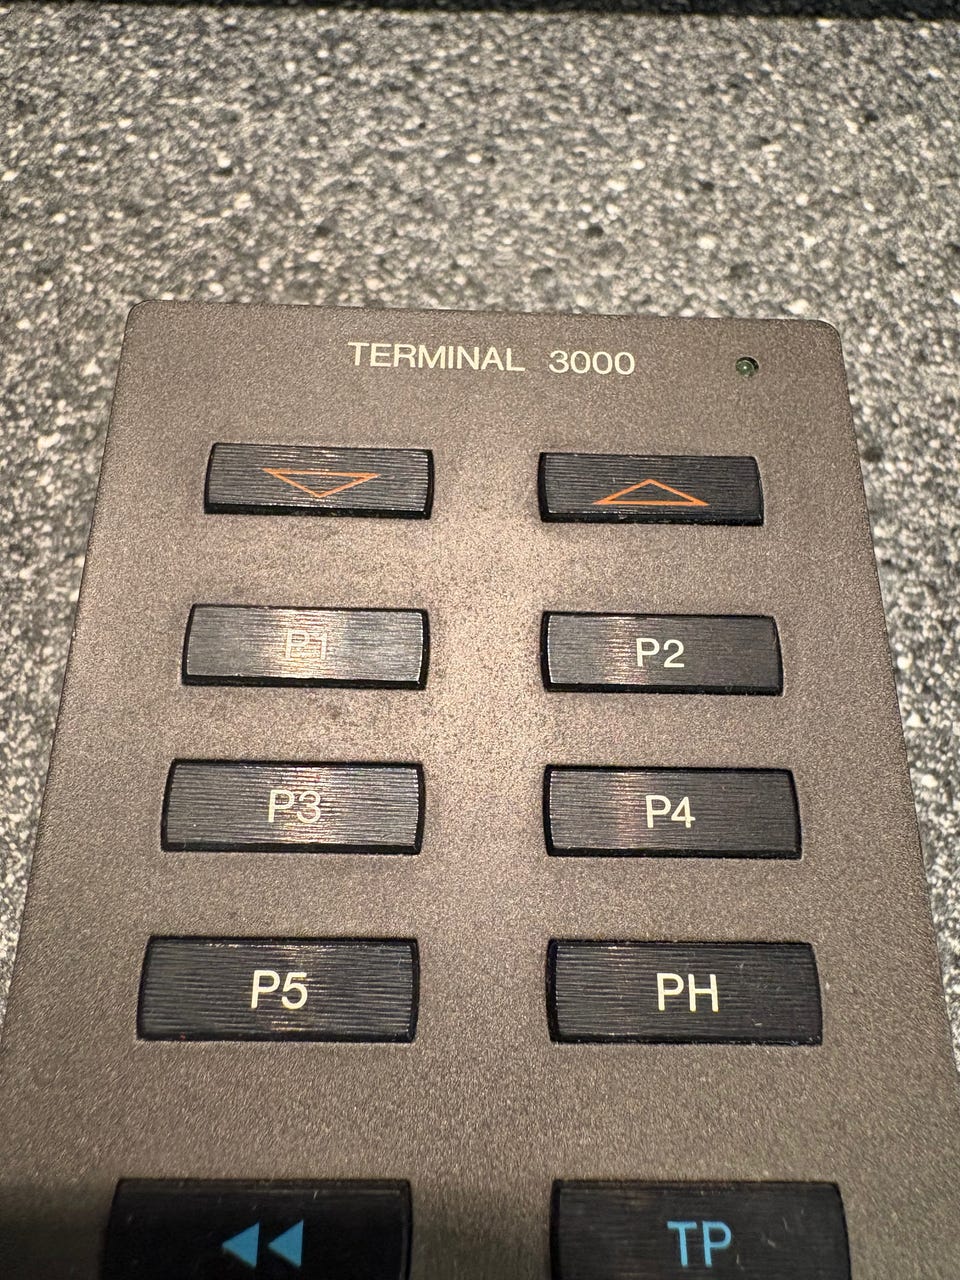 TERMINAL 3000
P1 P2
P3 P4
P5 PH
TP